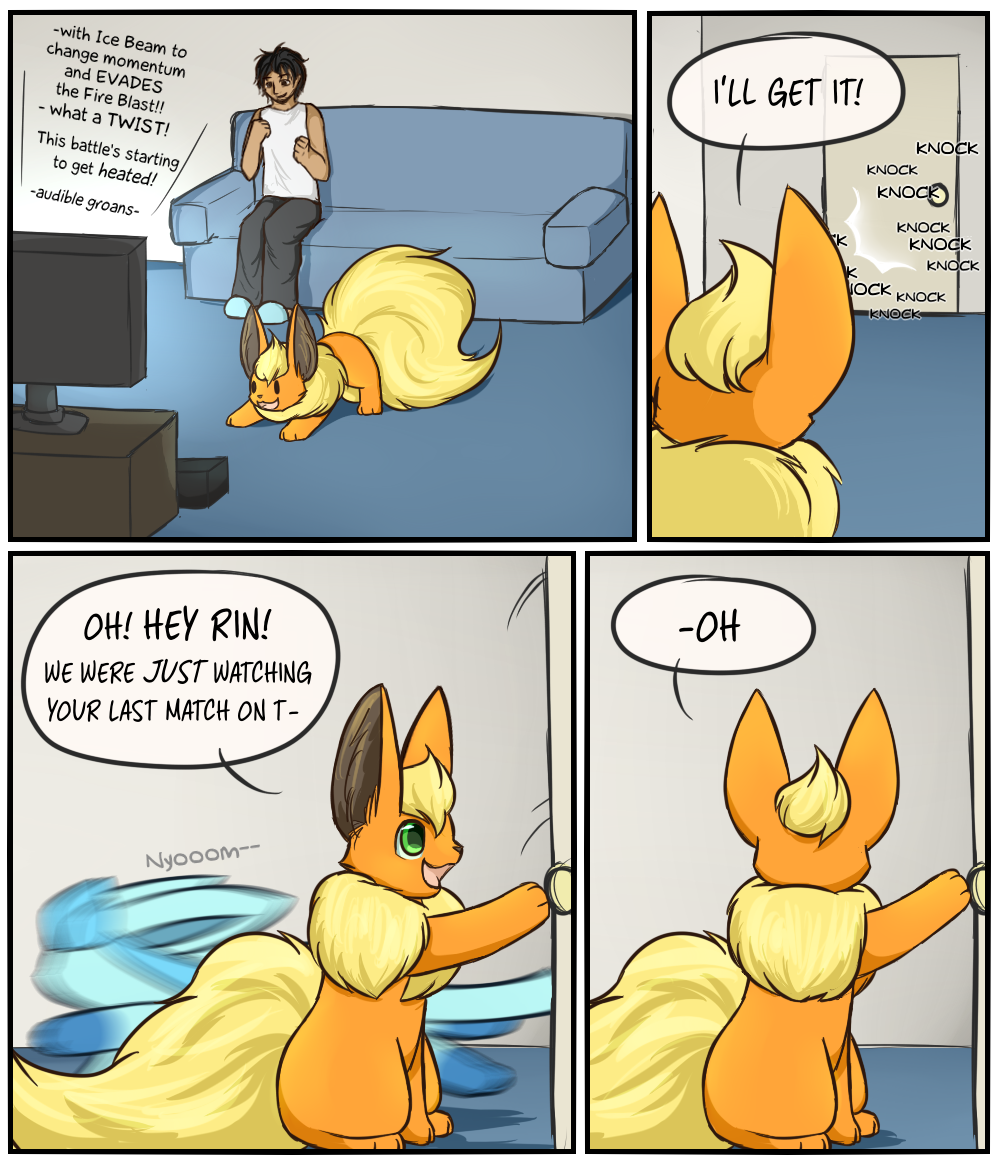 -with Ice Beam to
change momentum
and EVADES
the Fire Blast!!
- what a TWIST!
This battle's starting
to get heated!
-audible groans-
I'LL GET IT!
KNOCK
KNOCK
KNOCK
KNOCK
CK
KNOCK
KNOCK
K
NOCK
KNOCK
KNOCK
OH! HEY RIN!
WE WERE JUST WATCHING
YOUR LAST MATCH ON T-
Nyooom--
-OH